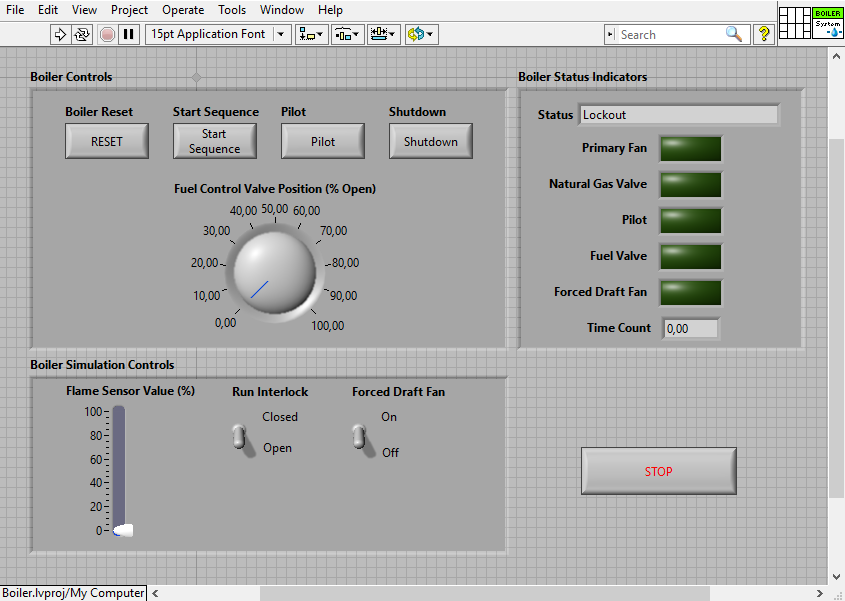 File Edit View Project Operate Tools Window Help
15pt Application Font
Search
?
BOILER
System
Boiler Controls
Boiler Status Indicators
Boiler Reset Start Sequence Pilot Shutdown
RESET
Start
Sequence
Pilot
Shutdown
Fuel Control Valve Position (% Open)
0,00
10,00
20,00
30,00
40,00
50,00
60,00
70,00
80,00
90,00
100,00
Status Lockout
Primary Fan
Natural Gas Valve
Pilot
Fuel Valve
Forced Draft Fan
Time Count 0,00
Boiler Simulation Controls
Flame Sensor Value (%)
100
80
60
40
20
0
Run Interlock
Closed
Open
Forced Draft Fan
On
Off
STOP
Boiler.lvproj/My Computer